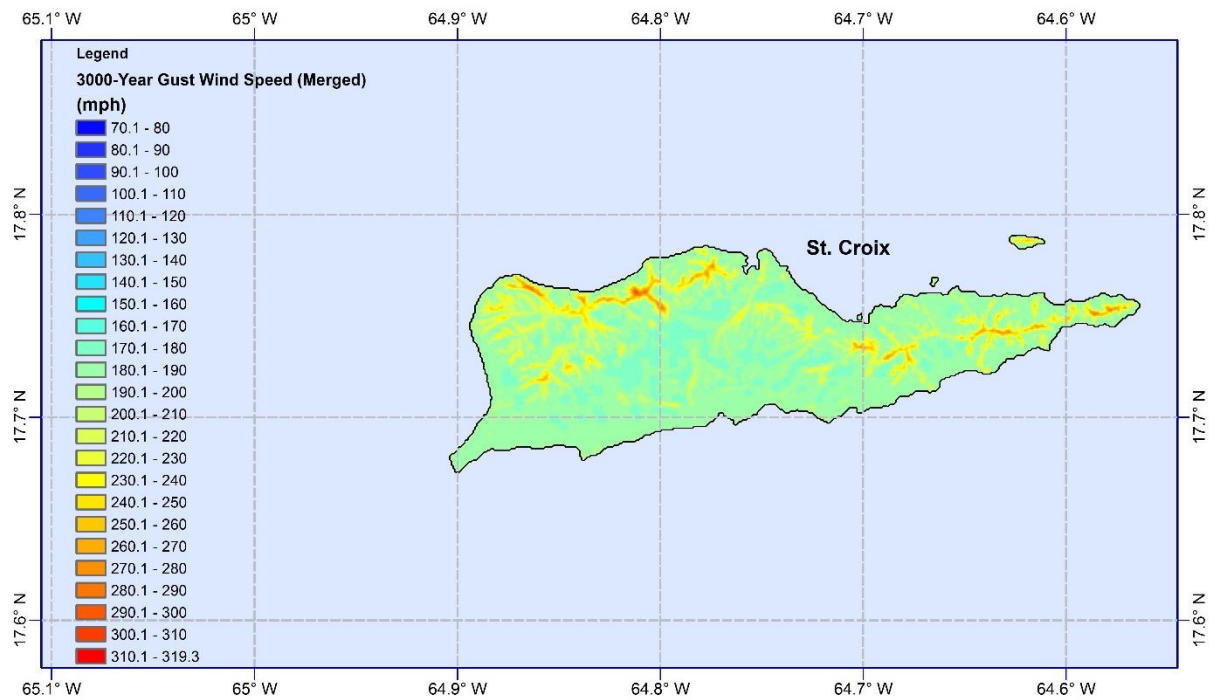 65.1° W 65° W 64.9° W 64.8° W 64.7° W 64.6° W
Legend
3000-Year Gust Wind Speed (Merged)
(mph)
70.1 - 80
80.1 - 90
90.1 - 100
100.1 - 110
110.1 - 120
120.1 - 130
130.1 - 140
140.1 - 150
150.1 - 160
160.1 - 170
170.1 - 180
180.1 - 190
190.1 - 200
200.1 - 210
210.1 - 220
220.1 - 230
230.1 - 240
240.1 - 250
250.1 - 260
260.1 - 270
270.1 - 280
280.1 - 290
290.1 - 300
300.1 - 310
310.1 - 319.3
17.8° N
17.7° N
17.6° N
St. Croix
17.8° N
17.7° N
17.6° N
65.1° W 65° W 64.9° W 64.8° W 64.7° W 64.6° W